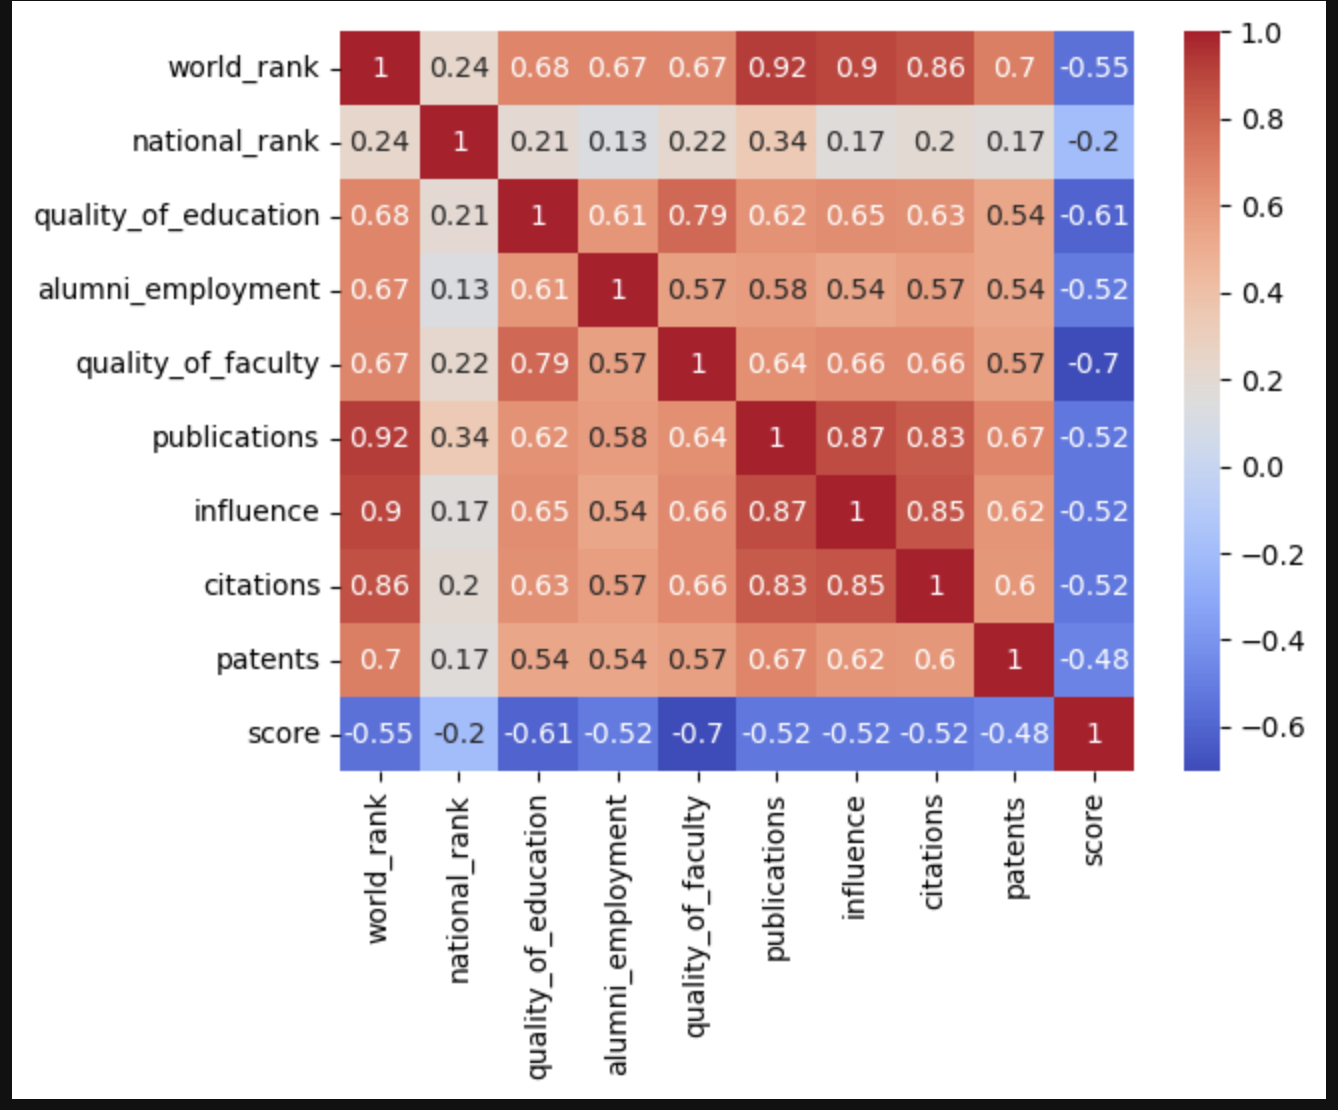 world_rank 1 0.24 0.68 0.67 0.67 0.92 0.9 0.86 0.7 -0.55
national_rank 0.24 1 0.21 0.13 0.22 0.34 0.17 0.2 0.17 -0.2
quality_of_education 0.68 0.21 1 0.61 0.79 0.62 0.65 0.63 0.54 -0.61
alumni_employment 0.67 0.13 0.61 1 0.57 0.58 0.54 0.57 0.54 -0.52
quality_of_faculty 0.67 0.22 0.79 0.57 1 0.64 0.66 0.66 0.57 -0.7
publications 0.92 0.34 0.62 0.58 0.64 1 0.87 0.83 0.67 -0.52
influence 0.9 0.17 0.65 0.54 0.66 0.87 1 0.85 0.62 -0.52
citations 0.86 0.2 0.63 0.57 0.66 0.83 0.85 1 0.6 -0.52
patents 0.7 0.17 0.54 0.54 0.57 0.67 0.62 0.6 1 -0.48
score -0.55 -0.2 -0.61 -0.52 -0.7 -0.52 -0.52 -0.52 -0.48 1
world_rank
national_rank
quality_of_education
alumni_employment
quality_of_faculty
publications
influence
citations
patents
score
1.0
0.8
0.6
0.4
0.2
0.0
−0.2
−0.4
−0.6